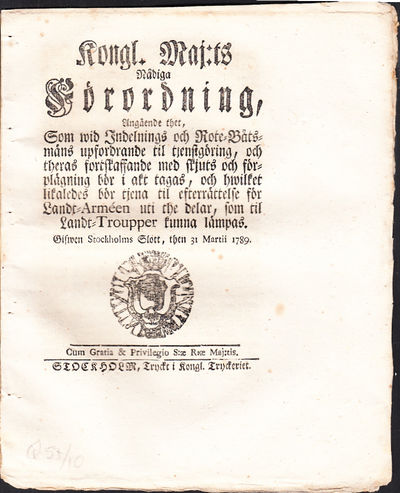 Kongl. Maj:ts
Nådiga
Förordning,
Angående thet,
Som wid Indelnings och Rote-Båts-
mäns upfordrande til tjenstgöring, och
theras fortskaffande med skjuts och för-
plägning bör i akt tagas, och hwilket
likaledes bör tjena til efterrättelse för
Landt-Arméen uti the delar, som til
Landt-Troupper kunna lämpas.
Gifwen Stockholms Slott, then 31 Martii 1789.
Cum Gratia & Privilegio S:æ R:æ Maj:tis.
STOCKHOLM, Tryckt i Kongl. Tryckeriet.